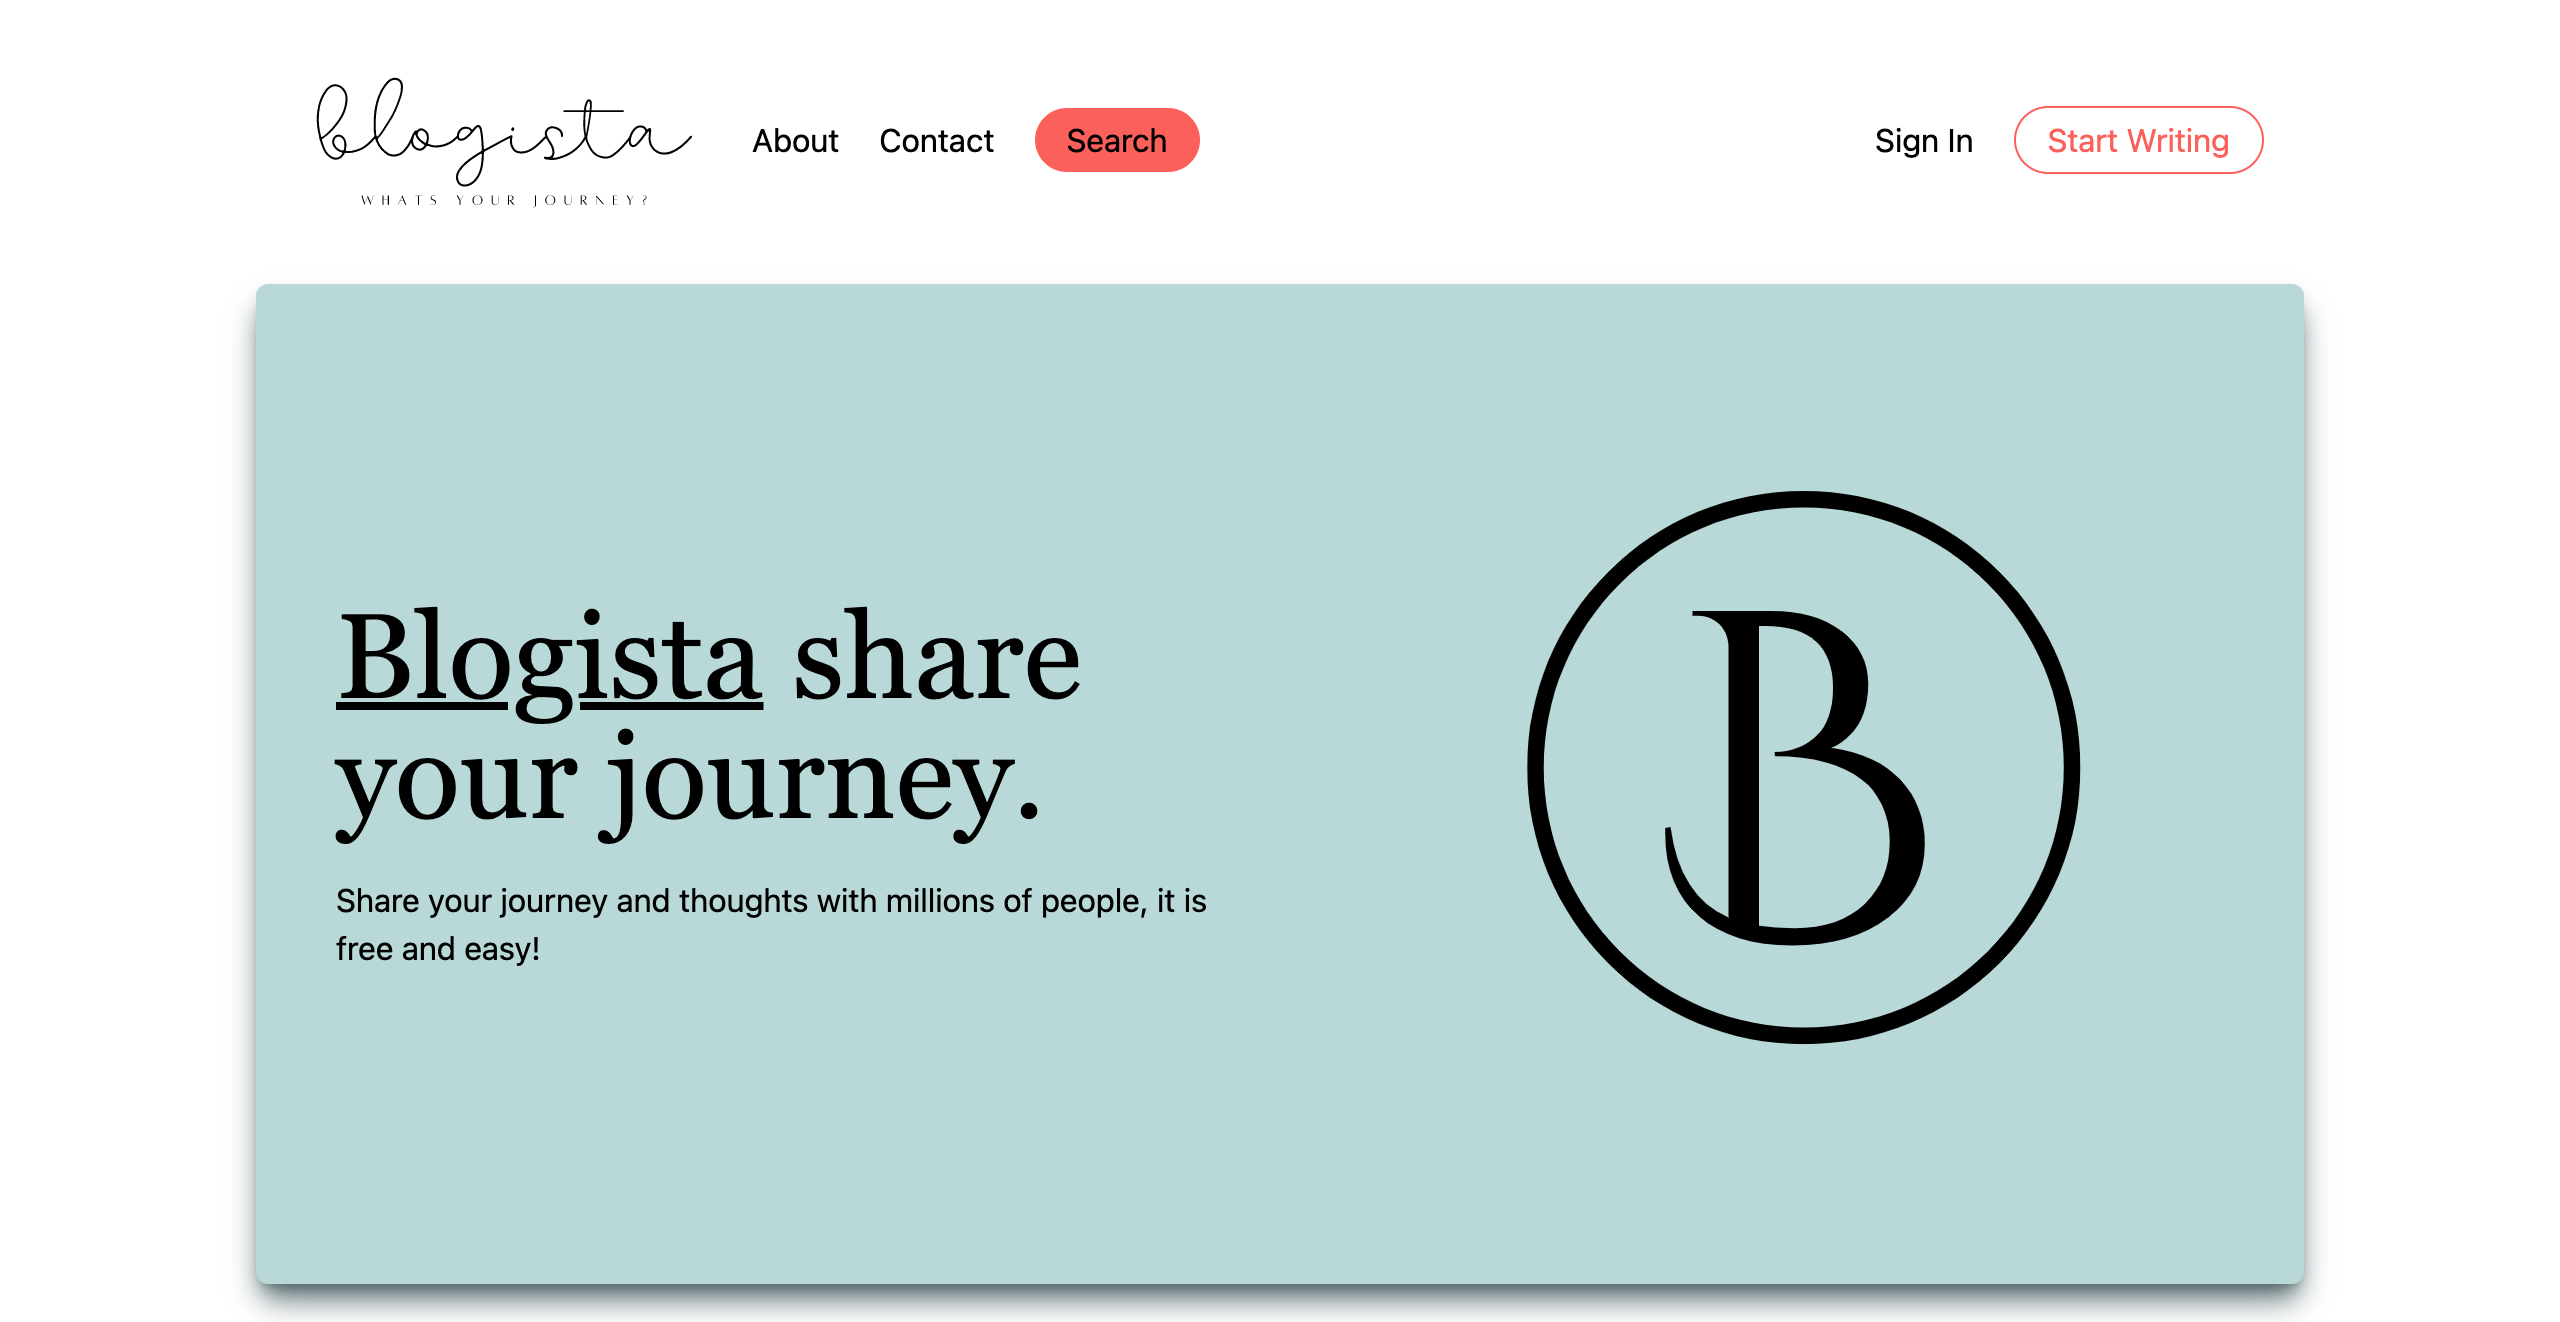 blogista
WHATS YOUR JOURNEY?
About
Contact
Search
Sign In
Start Writing
Blogista share
your journey.
Share your journey and thoughts with millions of people, it is
free and easy!
B